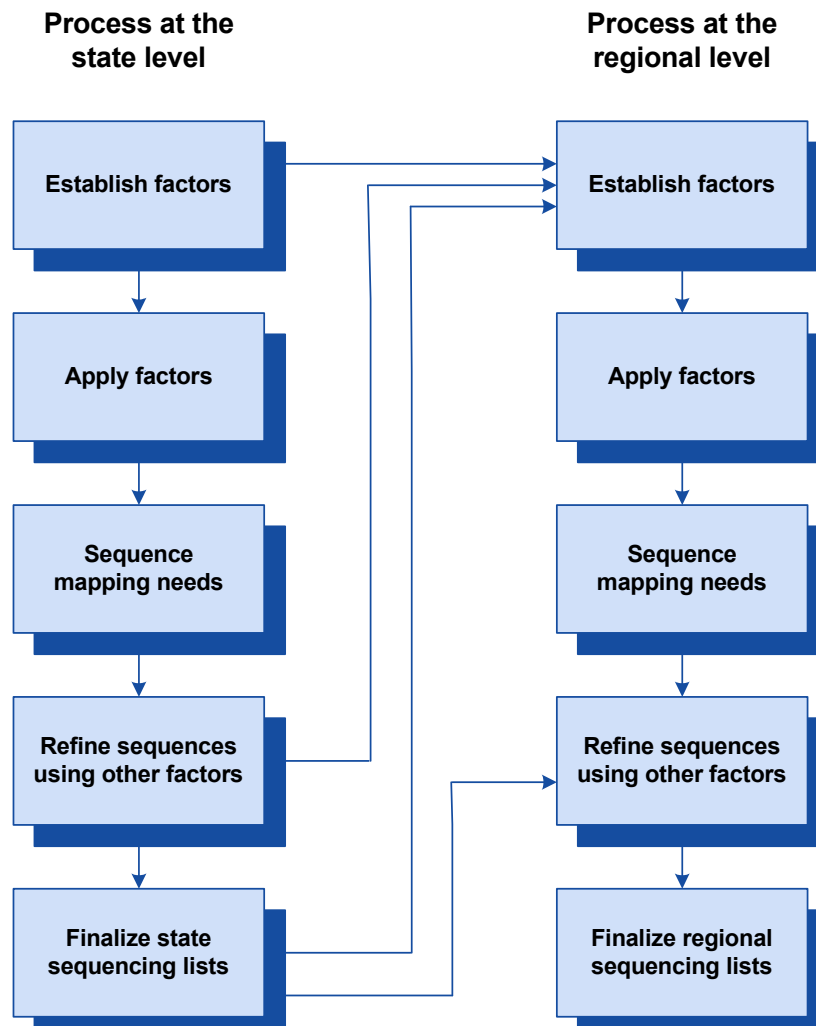 Process at the
state level
Establish factors
Apply factors
Sequence
mapping needs
Refine sequences
using other factors
Finalize state
sequencing lists
Process at the
regional level
Establish factors
Apply factors
Sequence
mapping needs
Refine sequences
using other factors
Finalize regional
sequencing lists